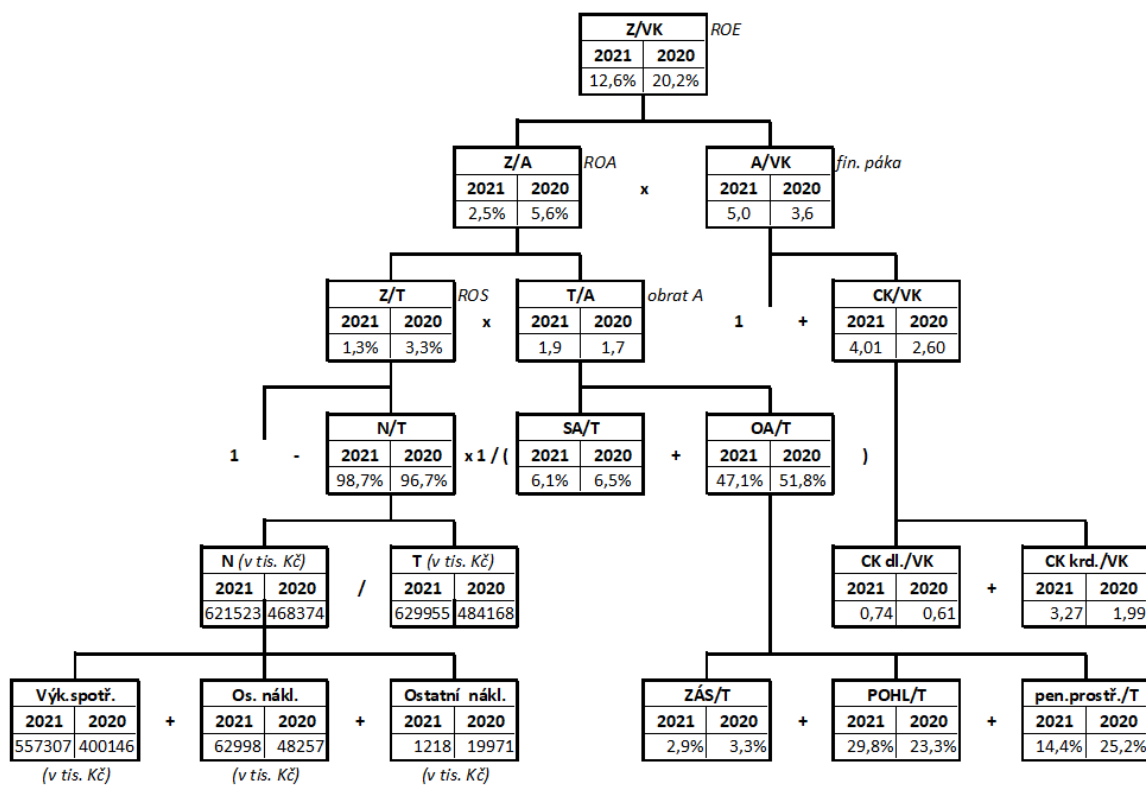 Z/VK ROE
2021 2020
12,6% 20,2%
Z/A ROA A/VK fin. páka
2021 2020 x 2021 2020
2,5% 5,6% 5,0 3,6
Z/T ROS T/A obrat A CK/VK
2021 2020 x 2021 2020 1 + 2021 2020
1,3% 3,3% 1,9 1,7 4,01 2,60
N/T SA/T OA/T
1 - 2021 2020 x 1 / ( 2021 2020 + 2021 2020 )
98,7% 96,7% 6,1% 6,5% 47,1% 51,8%
N (v tis. Kč) T (v tis. Kč) CK dl./VK CK krd./VK
2021 2020 / 2021 2020 2021 2020 + 2021 2020
621523 468374 629955 484168 0,74 0,61 3,27 1,99
Výk.spotř. Os. nákl. Ostatní nákl. ZÁS/T POHL/T pen.prostř./T
2021 2020 + 2021 2020 + 2021 2020 2021 2020 + 2021 2020 + 2021 2020
557307 400146 62998 48257 1218 19971 2,9% 3,3% 29,8% 23,3% 14,4% 25,2%
(v tis. Kč) (v tis. Kč) (v tis. Kč)